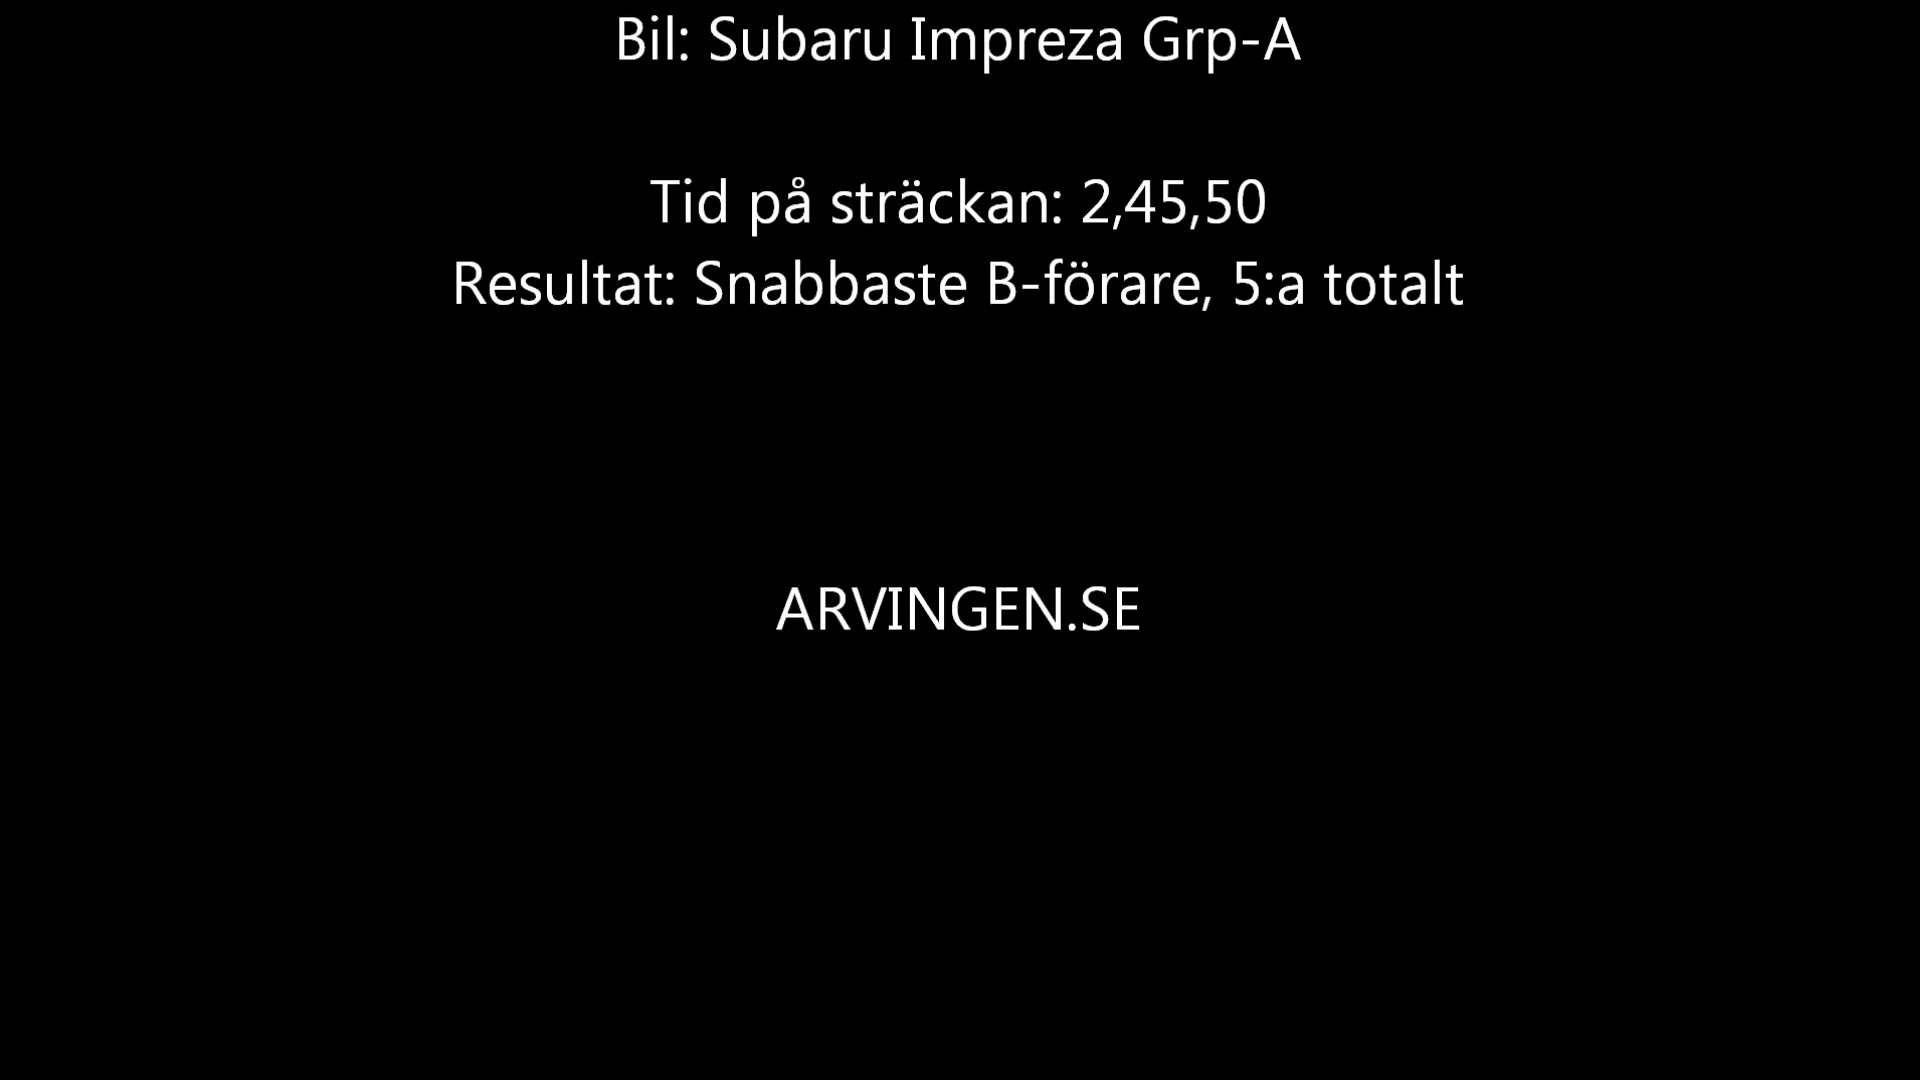 Bil: Subaru Impreza Grp-A
Tid på sträckan: 2,45,50
Resultat: Snabbaste B-förare, 5:a totalt
ARVINGEN.SE